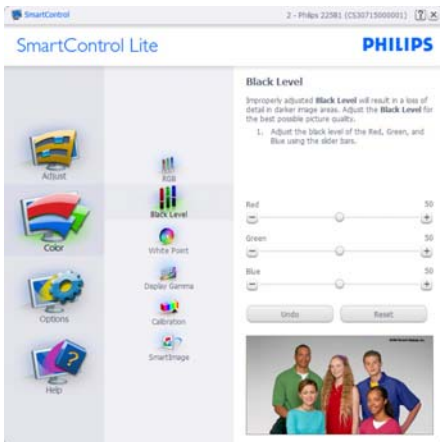 SmartControl
2 - Philips 225B1 (CS30715000001)
SmartControl Lite
PHILIPS
Adjust
Color
Options
Help
RGB
Black Level
White Point
Display Gamma
Calibration
SmartImage
Black Level
Improperly adjusted Black Level will result in a loss of
detail in darker image areas. Adjust the Black Level for
the best possible picture quality.
1. Adjust the black level of the Red, Green, and
Blue using the slider bars.
Red 50
Green 50
Blue 50
Undo Reset